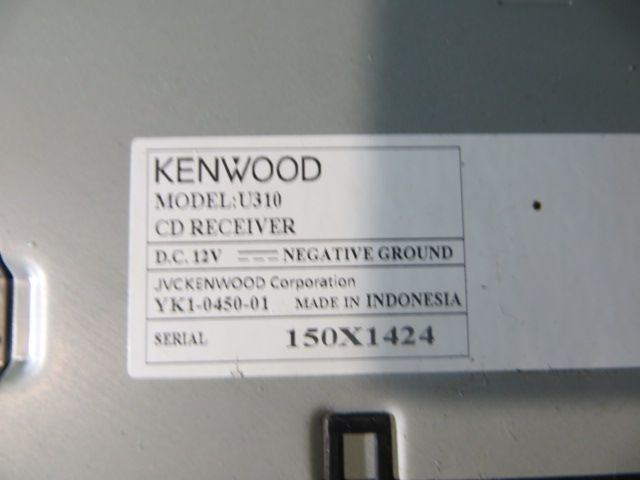 KENWOOD
MODEL:U310
CD RECEIVER
D.C. 12V NEGATIVE GROUND
JVCKENWOOD Corporation
YK1-0450-01 MADE IN INDONESIA
SERIAL 150X1424